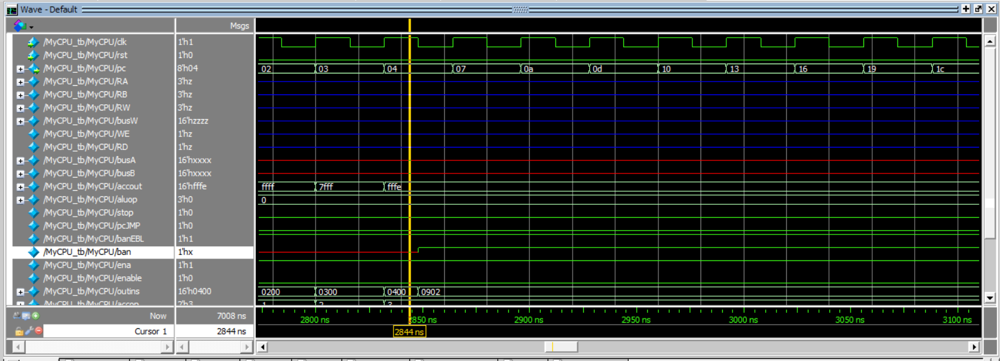 Wave - Default
Msgs
/MyCPU_tb/MyCPU/clk 1'h1
/MyCPU_tb/MyCPU/rst 1'h0
/MyCPU_tb/MyCPU/pc 8'h04 02 03 04 07 0a 0d 10 13 16 19 1c
/MyCPU_tb/MyCPU/RA 3'hz
/MyCPU_tb/MyCPU/RB 3'hz
/MyCPU_tb/MyCPU/RW 3'hz
/MyCPU_tb/MyCPU/busW 16'hzzzz
/MyCPU_tb/MyCPU/WE 1'hz
/MyCPU_tb/MyCPU/RD 1'hz
/MyCPU_tb/MyCPU/busA 16'hxxxx
/MyCPU_tb/MyCPU/busB 16'hxxxx
/MyCPU_tb/MyCPU/accout 16'hfffe ffff 7fff fffe
/MyCPU_tb/MyCPU/aluop 3'h0 0
/MyCPU_tb/MyCPU/stop 1'h0
/MyCPU_tb/MyCPU/pcJMP 1'h0
/MyCPU_tb/MyCPU/banEBL 1'h1
/MyCPU_tb/MyCPU/ban 1'hx
/MyCPU_tb/MyCPU/ena 1'h1
/MyCPU_tb/MyCPU/enable 1'h0
/MyCPU_tb/MyCPU/outins 16'h0400 0200 0300 0400 0902
/MyCPU_tb/MyCPU/accop 2'h3 1 2 3
Now 7008 ns 2800 ns 2850 ns 2900 ns 2950 ns 3000 ns 3050 ns 3100 ns
Cursor 1 2844 ns 2844 ns